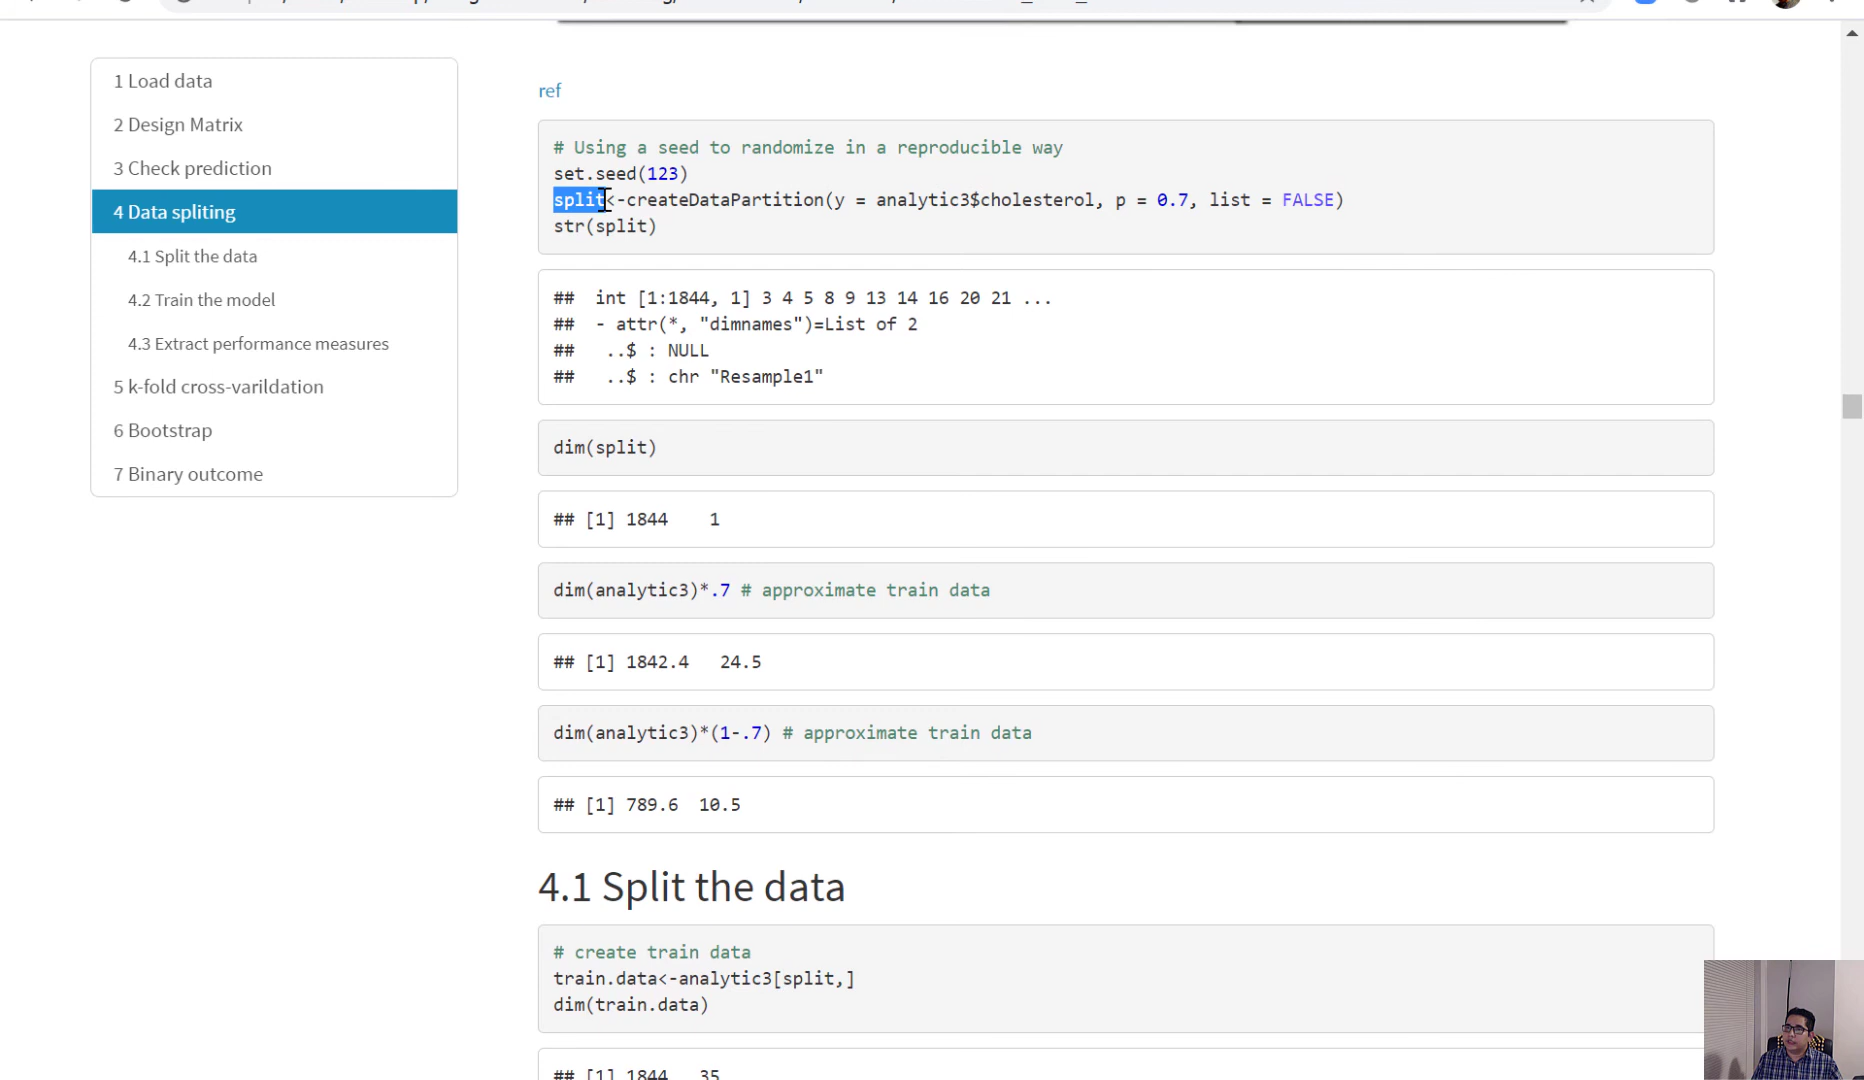 1 Load data
2 Design Matrix
3 Check prediction
4 Data spliting
4.1 Split the data
4.2 Train the model
4.3 Extract performance measures
5 k-fold cross-varildation
6 Bootstrap
7 Binary outcome
ref
# Using a seed to randomize in a reproducible way
set.seed(123)
split<-createDataPartition(y = analytic3$cholesterol, p = 0.7, list = FALSE)
str(split)
##  int [1:1844, 1] 3 4 5 8 9 13 14 16 20 21 ...
##  - attr(*, "dimnames")=List of 2
##   ..$ : NULL
##   ..$ : chr "Resample1"
dim(split)
## [1] 1844    1
dim(analytic3)*.7 # approximate train data
## [1] 1842.4   24.5
dim(analytic3)*(1-.7) # approximate train data
## [1] 789.6  10.5
4.1 Split the data
# create train data
train.data<-analytic3[split,]
dim(train.data)
## [1] 1844   35